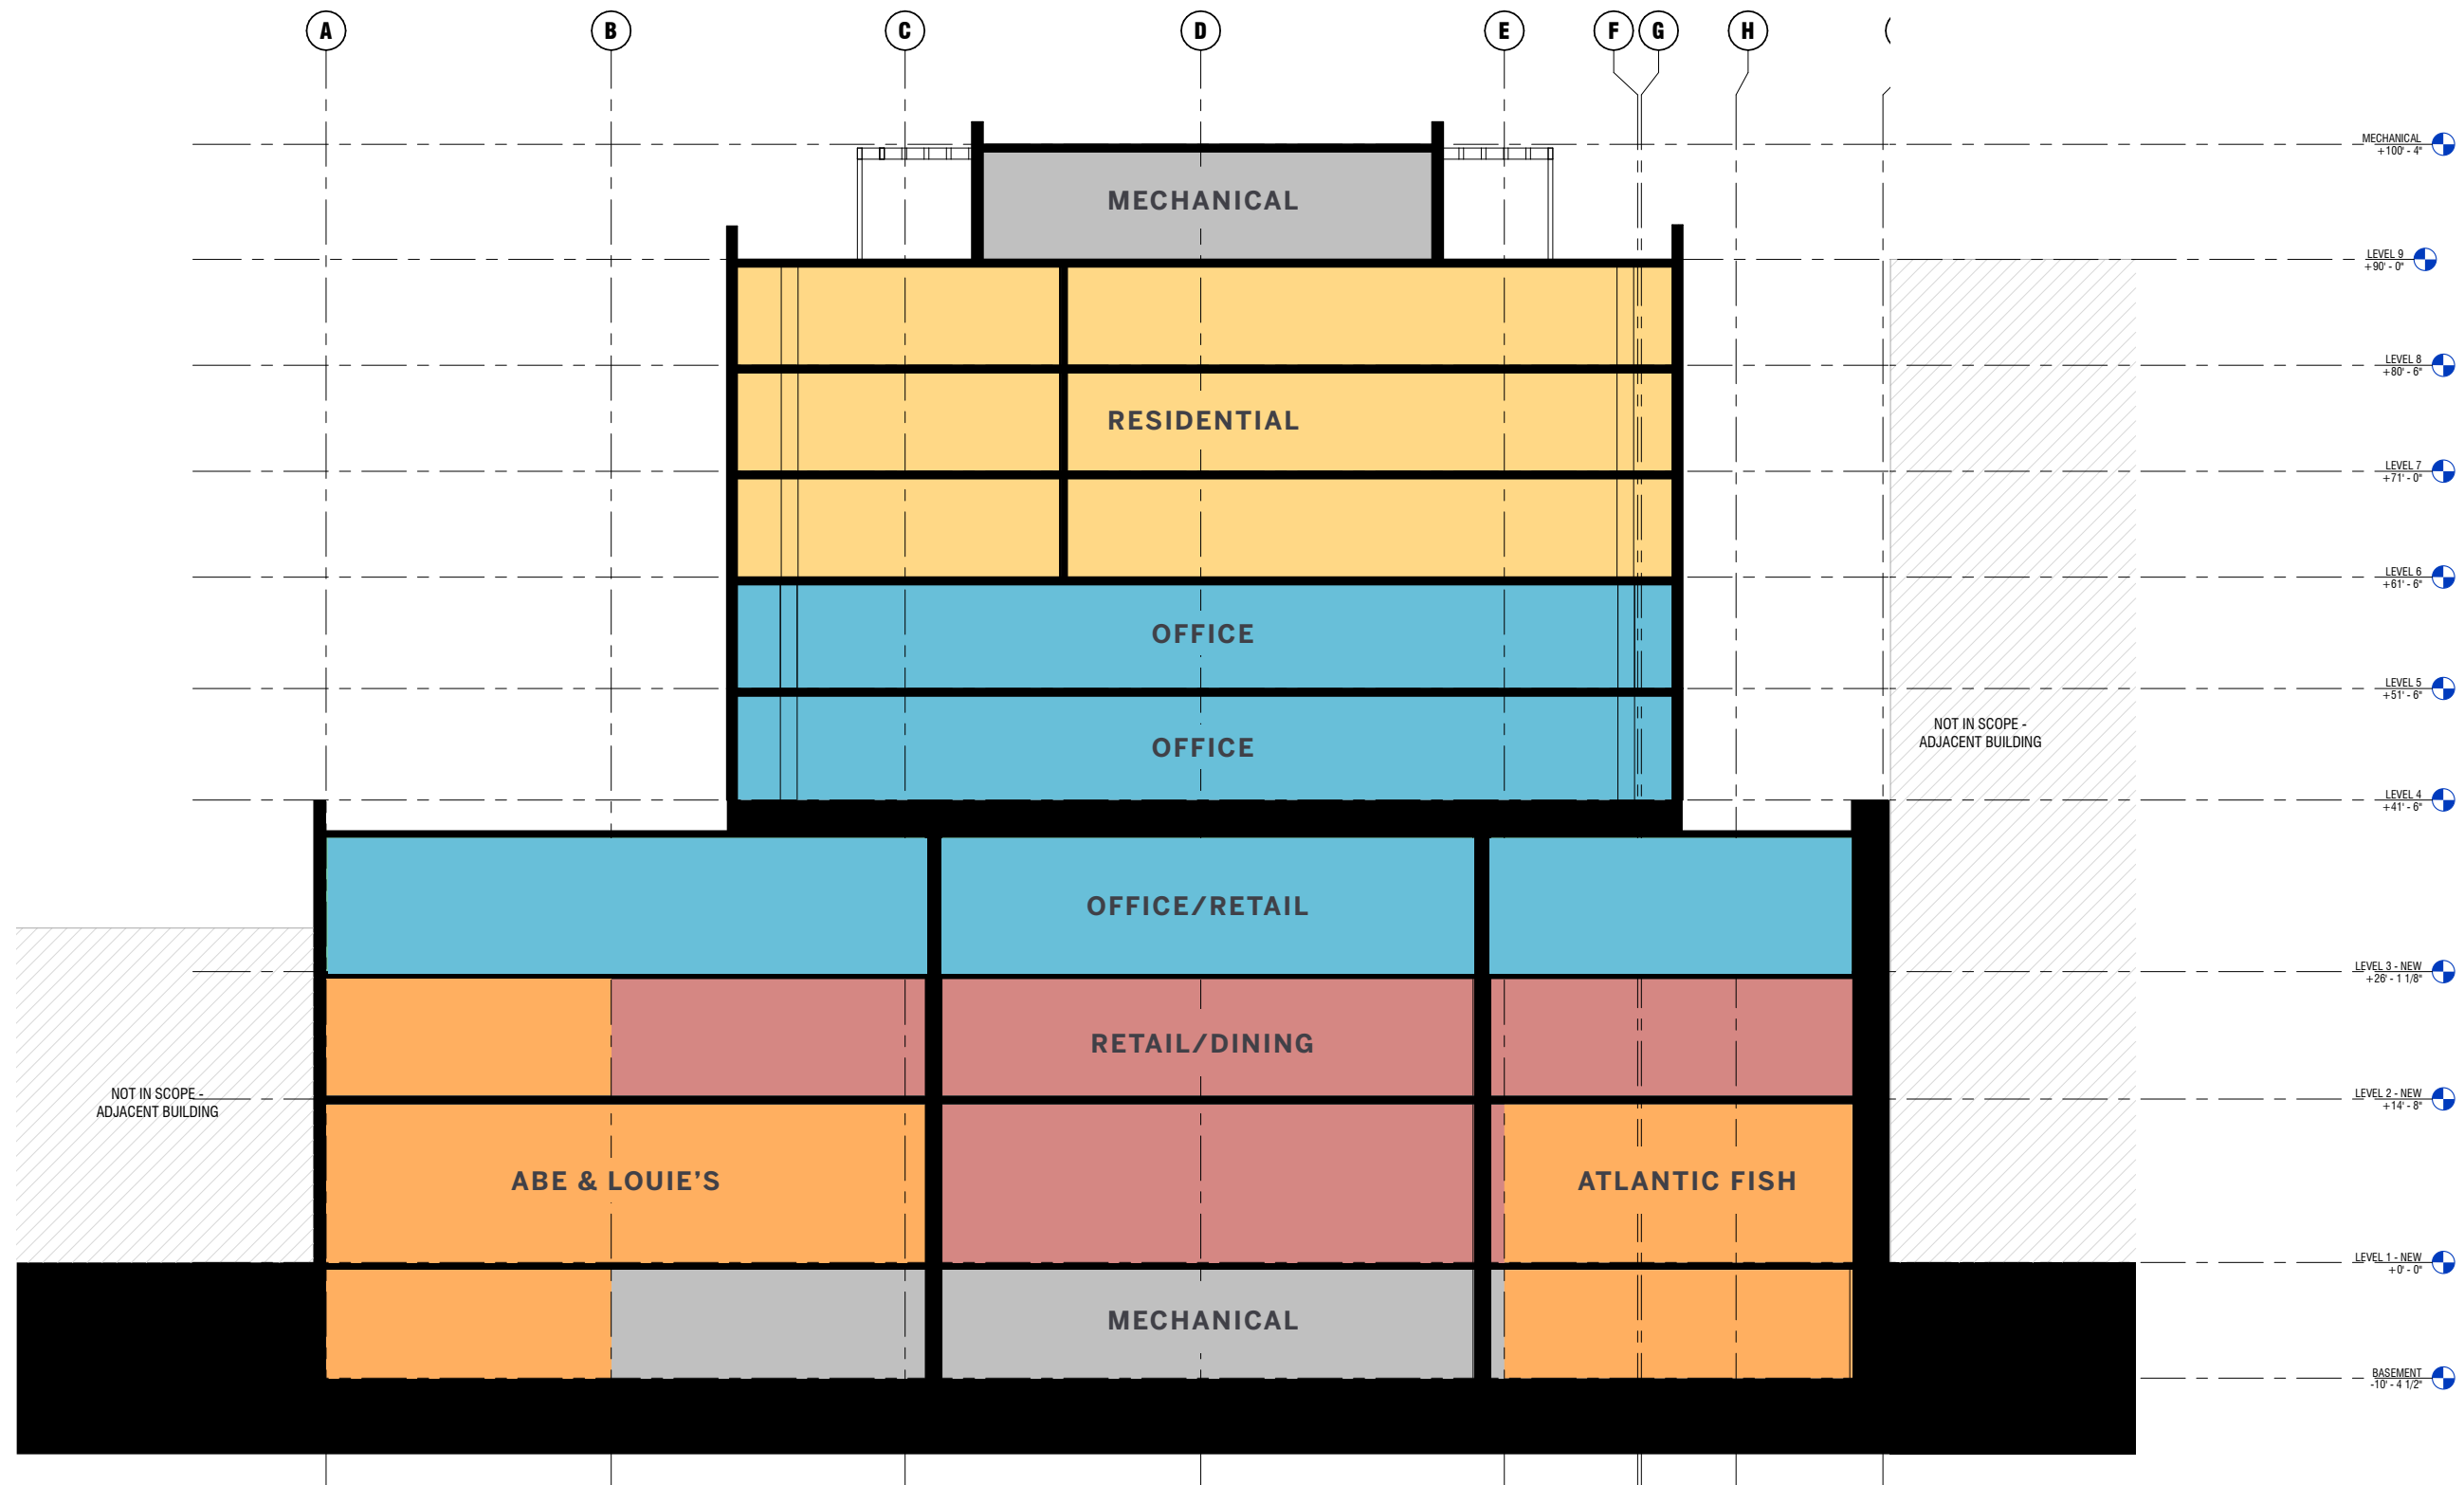 A
B
C
D
E
F
G
H
MECHANICAL
+100' - 4"
MECHANICAL
LEVEL 9
+90' - 0"
LEVEL 8
+80' - 6"
RESIDENTIAL
LEVEL 7
+71' - 0"
LEVEL 6
+61' - 6"
OFFICE
LEVEL 5
+51' - 6"
NOT IN SCOPE -
ADJACENT BUILDING
OFFICE
LEVEL 4
+41' - 6"
OFFICE/RETAIL
LEVEL 3 - NEW
+26' - 1 1/8"
RETAIL/DINING
NOT IN SCOPE -
ADJACENT BUILDING
LEVEL 2 - NEW
+14' - 8"
ABE & LOUIE’S
ATLANTIC FISH
LEVEL 1 - NEW
+0' - 0"
MECHANICAL
BASEMENT
-10' - 4 1/2"